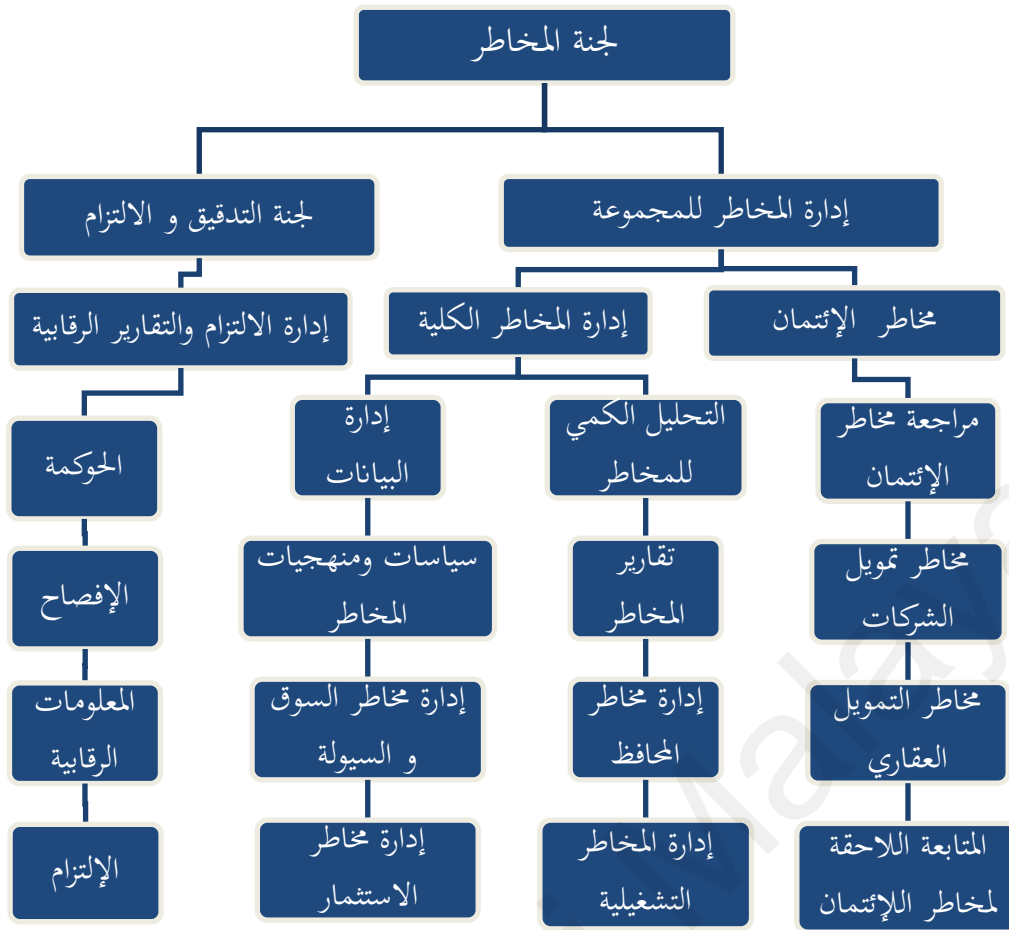 لجنة المخاطر
إدارة المخاطر للمجموعة
لجنة التدقيق و الالتزام
مخاطر الإئتمان
إدارة المخاطر الكلية
إدارة الالتزام والتقارير الرقابية
مراجعة مخاطر
الإئتمان
التحليل الكمي
للمخاطر
إدارة
البيانات
الحوكمة
مخاطر تمويل
الشركات
تقارير
المخاطر
سياسات ومنهجيات
المخاطر
الإفصاح
مخاطر التمويل
العقاري
إدارة مخاطر
المحافظ
إدارة مخاطر السوق
و السيولة
المعلومات
الرقابية
المتابعة اللاحقة
لمخاطر اللإئتمان
إدارة المخاطر
التشغيلية
إدارة مخاطر
الاستثمار
الإلتزام